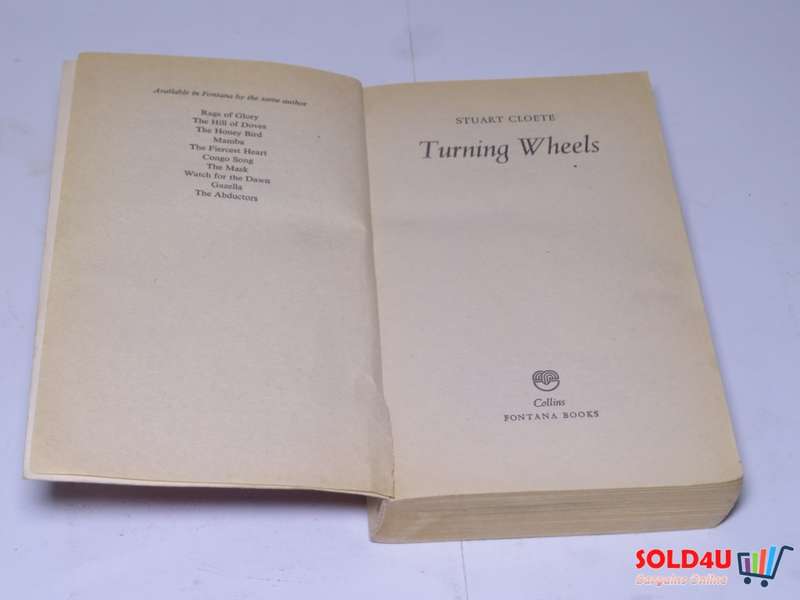 Available in Fontana by the same author
Rags of Glory
The Hill of Doves
The Honey Bird
Mamba
The Fiercest Heart
Congo Song
The Mask
Watch for the Dawn
Gazella
The Abductors
STUART CLOETE
Turning Wheels
Collins
FONTANA BOOKS
SOLD4U
Bargains Online